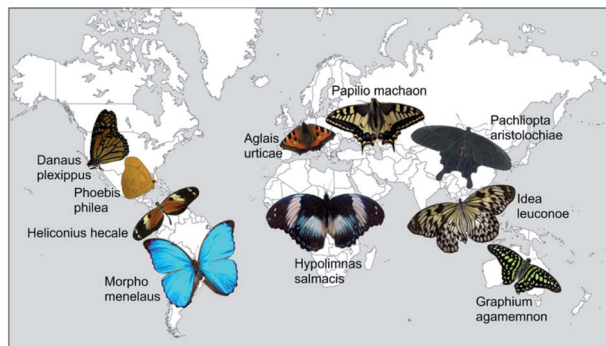 Papilio machaon
Aglais
urticae
Pachliopta
aristolochiae
Danaus
plexippus
Phoebis
philea
Heliconius hecale
Idea
leuconoe
Hypolimnas
salmacis
Morpho
menelaus
Graphium
agamemnon